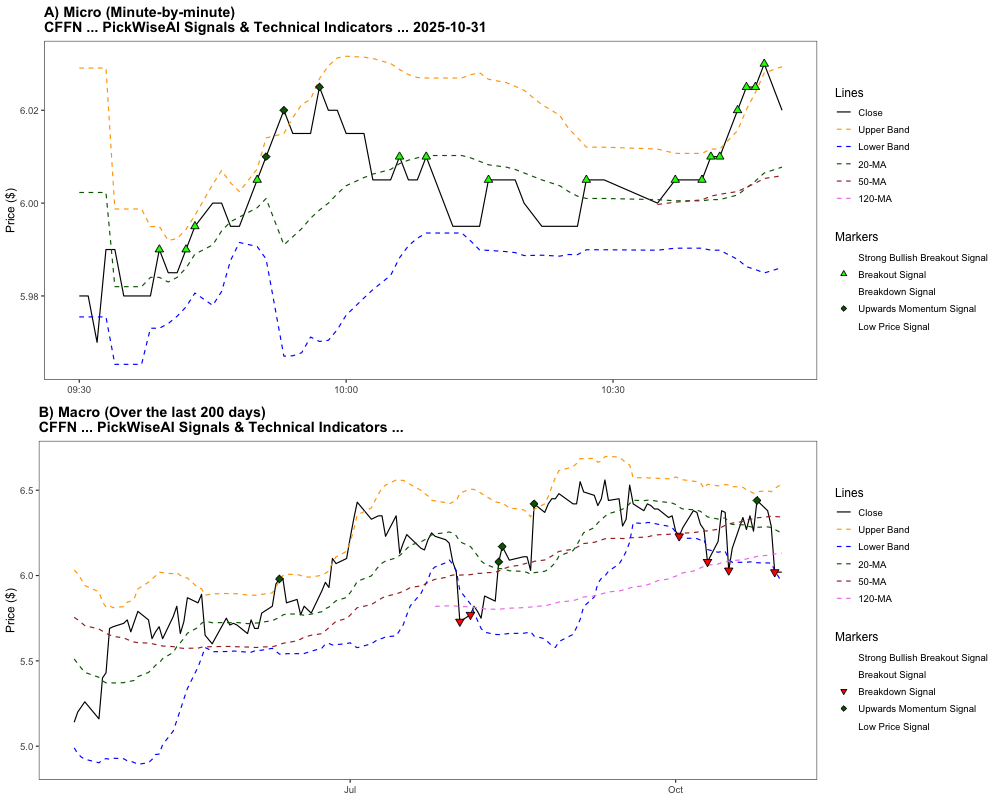 A) Micro (Minute-by-minute)
CFFN ... PickWiseAI Signals & Technical Indicators ... 2025-10-31
Price ($)
6.02
6.00
5.98
09:30
10:00
10:30
Lines
Close
Upper Band
Lower Band
20-MA
50-MA
120-MA
Markers
Strong Bullish Breakout Signal
Breakout Signal
Breakdown Signal
Upwards Momentum Signal
Low Price Signal
B) Macro (Over the last 200 days)
CFFN ... PickWiseAI Signals & Technical Indicators ...
Price ($)
6.5
6.0
5.5
5.0
Jul
Oct
Lines
Close
Upper Band
Lower Band
20-MA
50-MA
120-MA
Markers
Strong Bullish Breakout Signal
Breakout Signal
Breakdown Signal
Upwards Momentum Signal
Low Price Signal